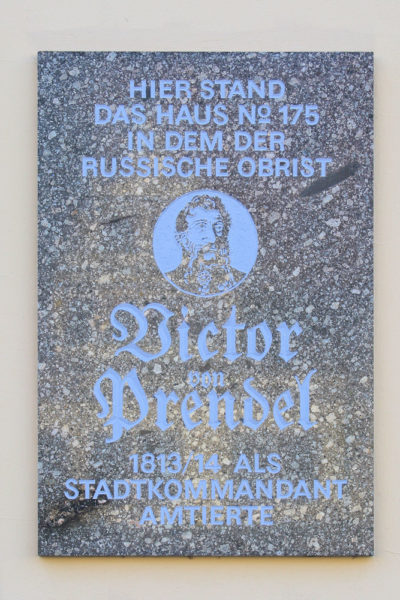 HIER STAND
DAS HAUS No 175
IN DEM DER
RUSSISCHE OBRIST
Victor
von
Prendel
1813/14 ALS
STADTKOMMANDANT
AMTIERTE